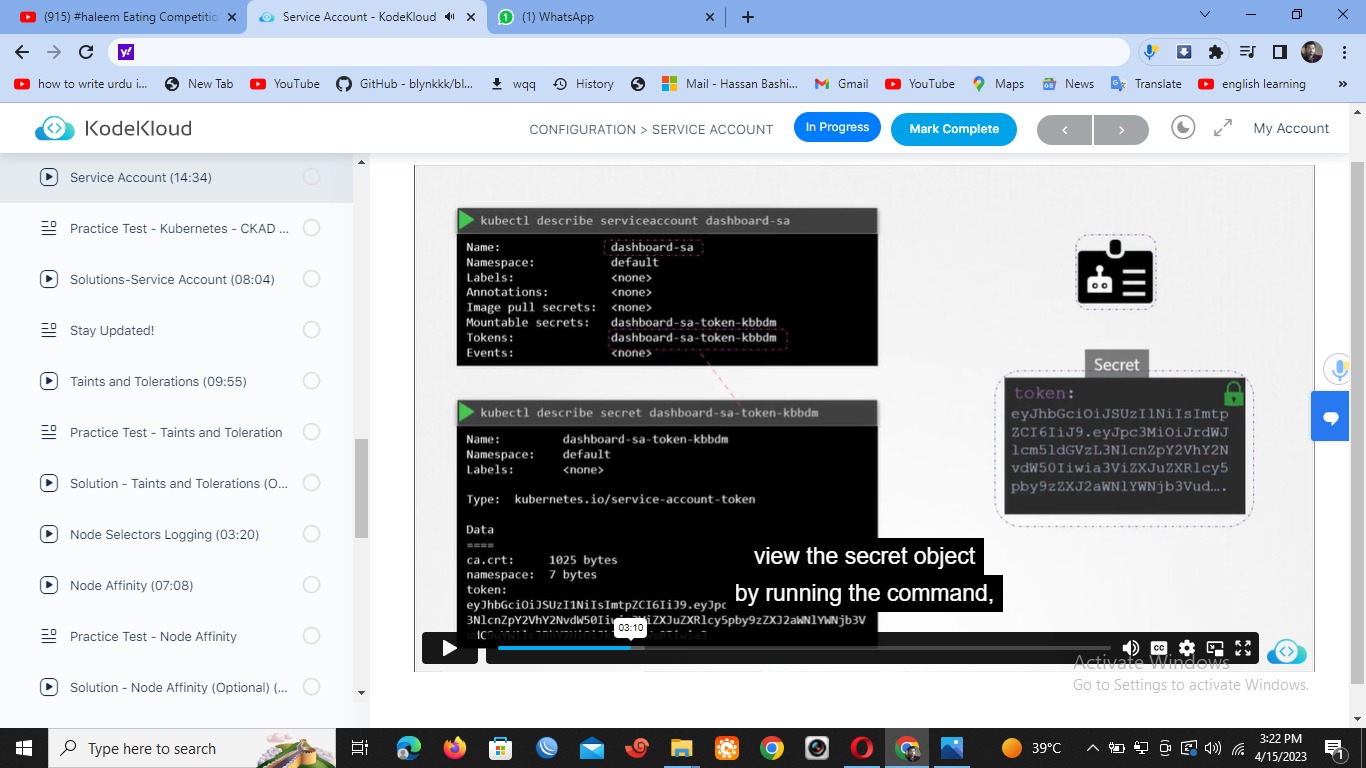 (915) #haleem Eating Competitio
Service Account - KodeKloud
(1) WhatsApp
how to write urdu i...
New Tab
YouTube
GitHub - blynkkk/bl...
wqq
History
Mail - Hassan Bashi...
Gmail
YouTube
Maps
News
Translate
english learning
KodeKloud
CONFIGURATION > SERVICE ACCOUNT
In Progress
Mark Complete
My Account
Service Account (14:34)
Practice Test - Kubernetes - CKAD ...
Solutions-Service Account (08:04)
Stay Updated!
Taints and Tolerations (09:55)
Practice Test - Taints and Toleration
Solution - Taints and Tolerations (O...
Node Selectors Logging (03:20)
Node Affinity (07:08)
Practice Test - Node Affinity
Solution - Node Affinity (Optional) (...
kubectl describe serviceaccount dashboard-sa
Name: dashboard-sa
Namespace: default
Labels: <none>
Annotations: <none>
Image pull secrets: <none>
Mountable secrets: dashboard-sa-token-kbbdm
Tokens: dashboard-sa-token-kbbdm
Events: <none>
kubectl describe secret dashboard-sa-token-kbbdm
Name: dashboard-sa-token-kbbdm
Namespace: default
Labels: <none>
Type: kubernetes.io/service-account-token
Data
====
ca.crt: 1025 bytes
namespace: 7 bytes
token:
Secret
token:
eyJhbGciOiJSUzI1NiIsImtp
ZCI6IiJ9.eyJpc3MiOiJrdWJ
lcm5ldGVzL3NlcnZpY2VhY2N
vdW50Iiwia3ViZXJuZXRlcy5
pby9zZXJ2aWNlYWNjb3Vud….
view the secret object
by running the command,
03:10
CC
Activate Windows
Go to Settings to activate Windows.
Type here to search
39°C
3:22 PM
4/15/2023
1